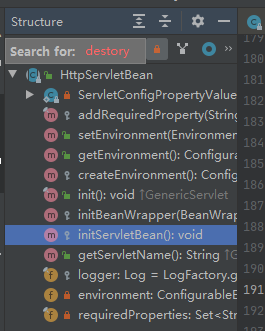 Structure
179
180
Search for: destory
181
HttpServletBean
182
ServletConfigPropertyValue
183
addRequiredProperty(String
184
setEnvironment(Environmen
185
getEnvironment(): Configura
186
createEnvironment(): Confi
187
init(): void ↑GenericServlet
188
initBeanWrapper(BeanWrap
initServletBean(): void
189
getServletName(): String ↑G
190
logger: Log = LogFactory.g
191
environment: ConfigurableE
192
requiredProperties: Set<St
193